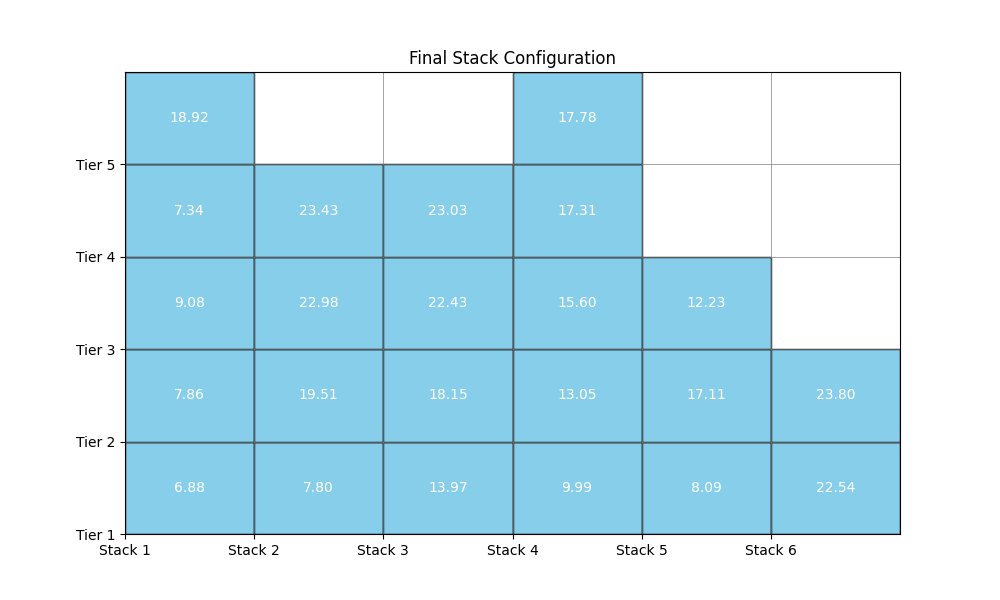 Final Stack Configuration
18.92 17.78
Tier 5
7.34 23.43 23.03 17.31
Tier 4
9.08 22.98 22.43 15.60 12.23
Tier 3
7.86 19.51 18.15 13.05 17.11 23.80
Tier 2
6.88 7.80 13.97 9.99 8.09 22.54
Tier 1
Stack 1 Stack 2 Stack 3 Stack 4 Stack 5 Stack 6